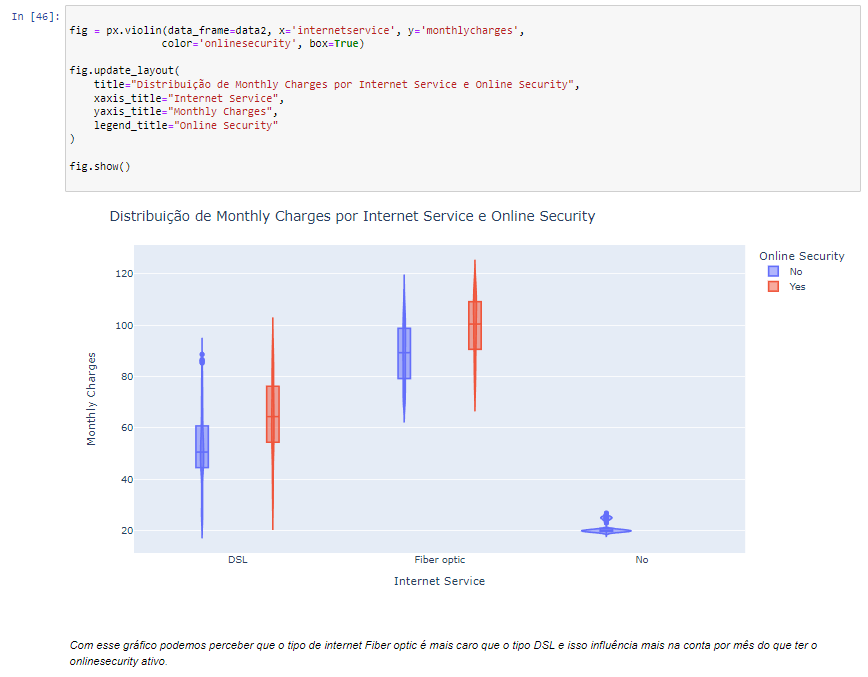 In [46]:
fig = px.violin(data_frame=data2, x='internetservice', y='monthlycharges',
color='onlinesecurity', box=True)
fig.update_layout(
title="Distribuição de Monthly Charges por Internet Service e Online Security",
xaxis_title="Internet Service",
yaxis_title="Monthly Charges",
legend_title="Online Security"
)
fig.show()
Distribuição de Monthly Charges por Internet Service e Online Security
Online Security
No
Yes
120
100
80
60
40
20
Monthly Charges
DSL
Fiber optic
No
Internet Service
Com esse gráfico podemos perceber que o tipo de internet Fiber optic é mais caro que o tipo DSL e isso influência mais na conta por mês do que ter o
onlinesecurity ativo.